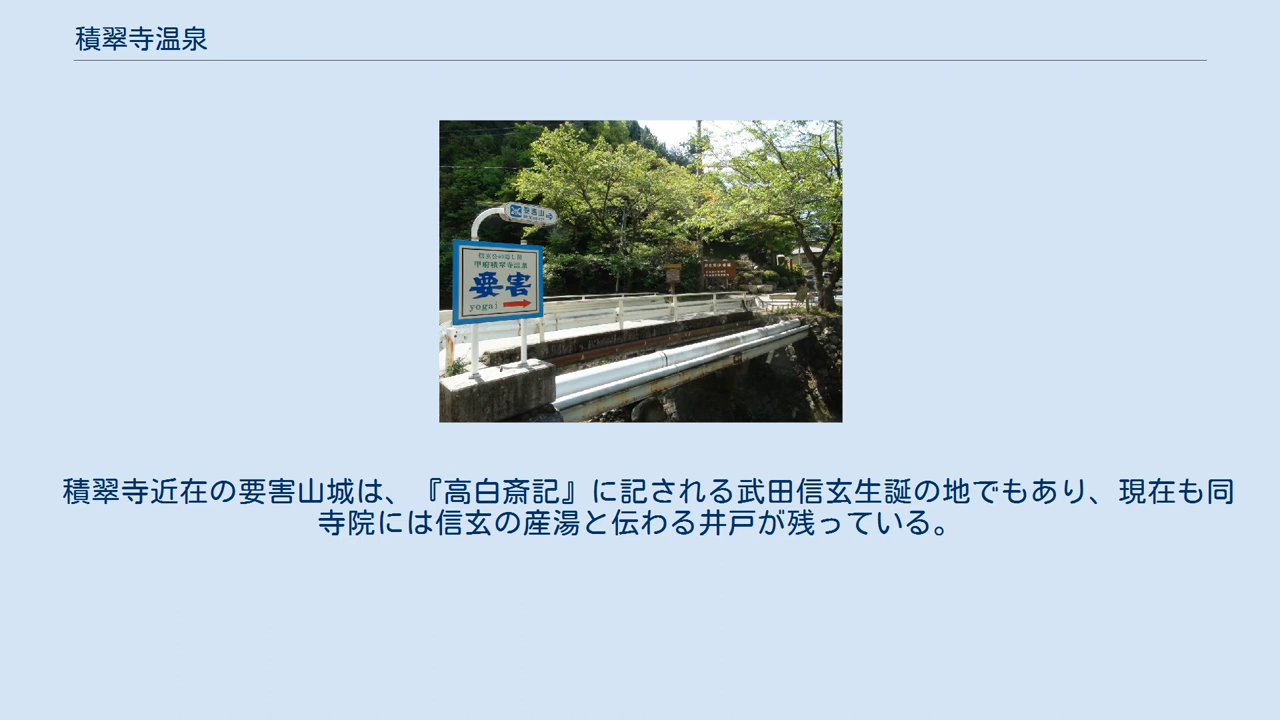 積翠寺温泉
要害山
信玄公の隠し湯
甲府積翠寺温泉
要害
yogai
積翠寺近在の要害山城は、『高白斎記』に記される武田信玄生誕の地でもあり、現在も同
寺院には信玄の産湯と伝わる井戸が残っている。